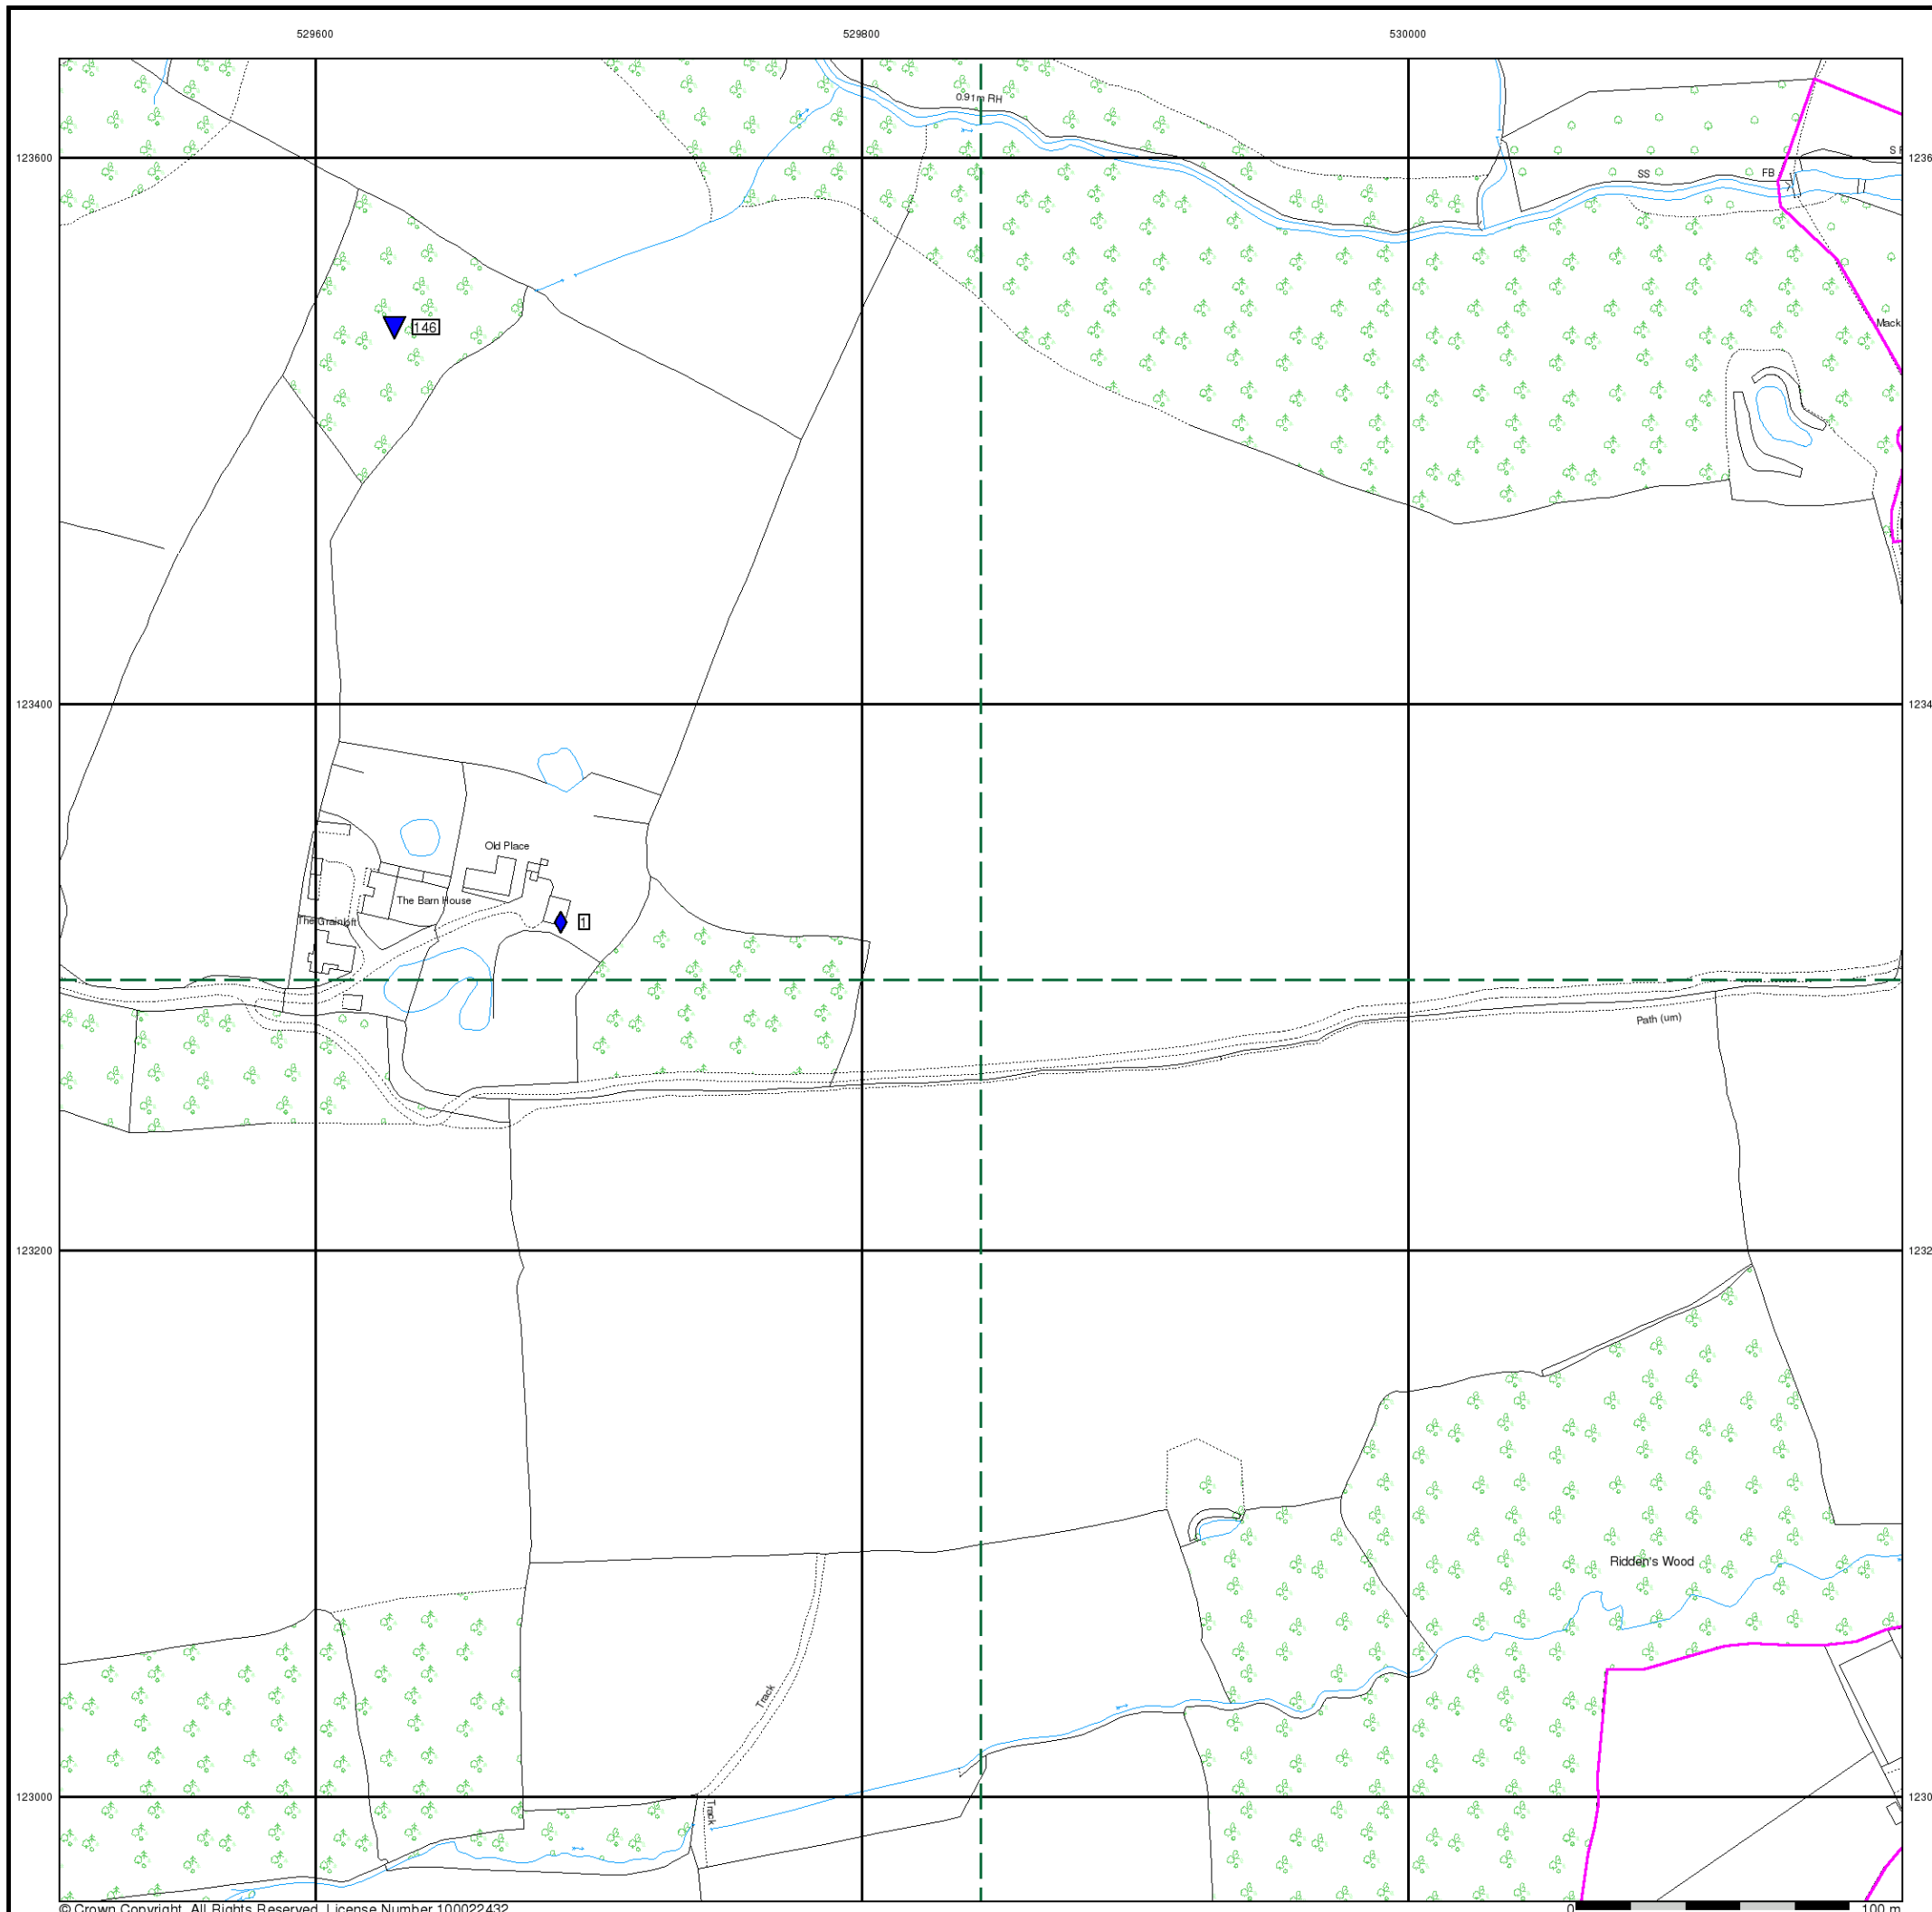 529600
529800
530000
0.91m RH
123600
SS
FB
146
Mack
123400
Old Place
The Barn House
The Grainloft
1
Path (um)
123200
Ridden's Wood
Track
Track
123000
© Crown Copyright. All Rights Reserved. License Number 100022432
0
100 m